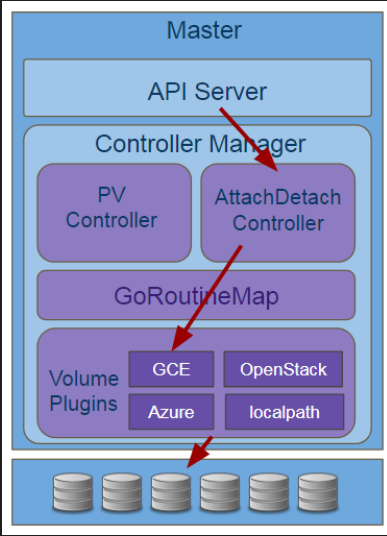 Master
API Server
Controller Manager
PV
Controller
AttachDetach
Controller
GoRoutineMap
Volume
Plugins
GCE
OpenStack
Azure
localpath